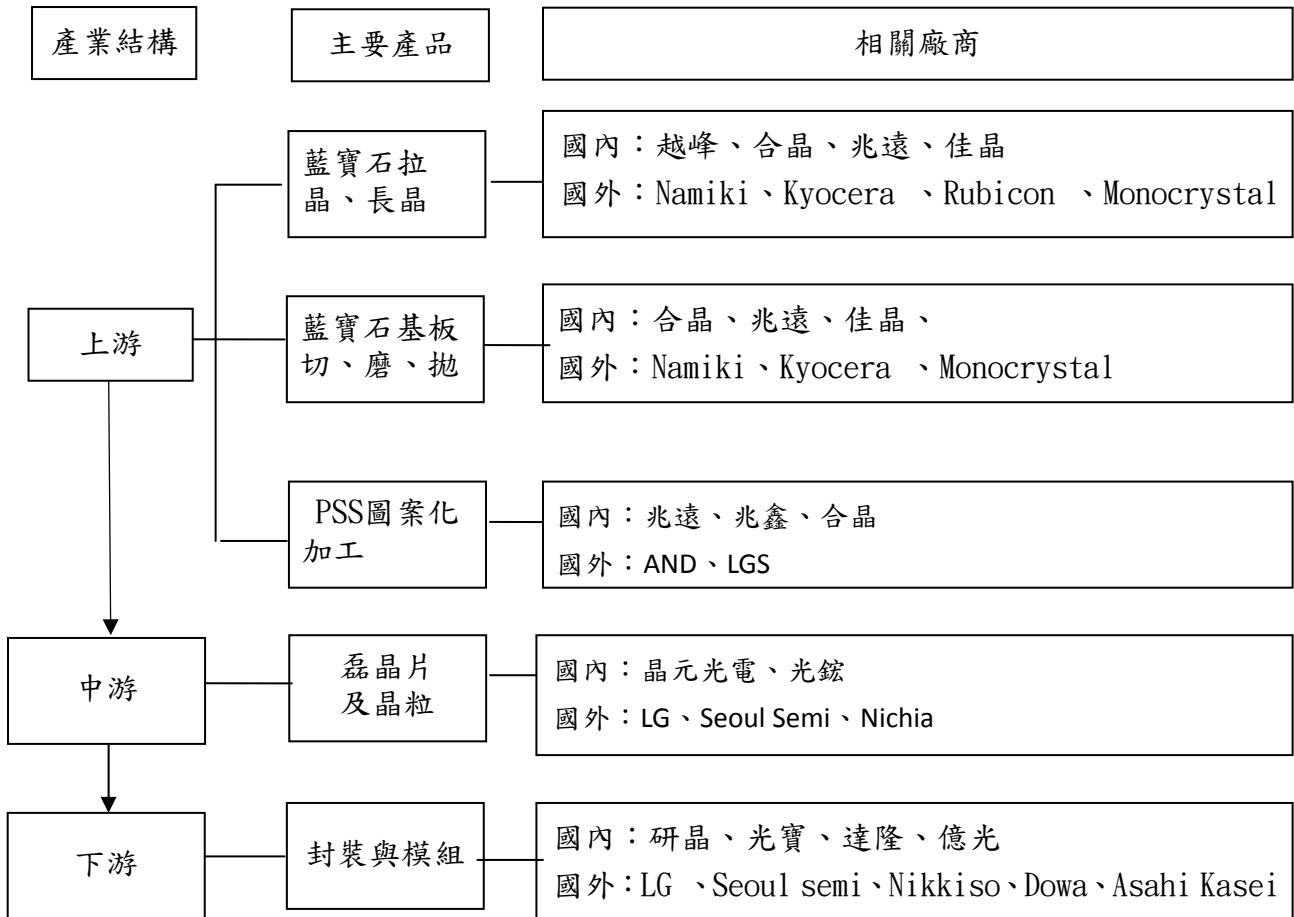 產業結構
主要產品
相關廠商
藍寶石拉
晶、長晶
國內：越峰、合晶、兆遠、佳晶
國外：Namiki、Kyocera 、Rubicon 、Monocrystal
上游
藍寶石基板
切、磨、拋
國內：合晶、兆遠、佳晶、
國外：Namiki、Kyocera 、Monocrystal
PSS圖案化
加工
國內：兆遠、兆鑫、合晶
國外：AND、LGS
中游
磊晶片
及晶粒
國內：晶元光電、光鋐
國外：LG、Seoul Semi、Nichia
下游
封裝與模組
國內：研晶、光寶、達隆、億光
國外：LG 、Seoul semi、Nikkiso、Dowa、Asahi Kasei